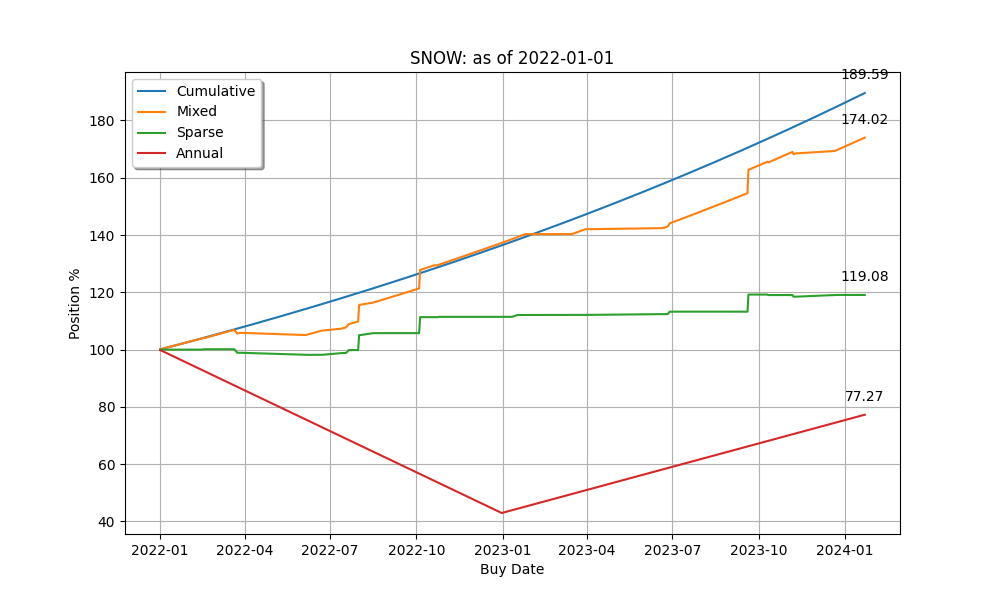 SNOW: as of 2022-01-01
189.59
174.02
119.08
77.27
Cumulative
Mixed
Sparse
Annual
Position %
180
160
140
120
100
80
60
40
2022-01 2022-04 2022-07 2022-10 2023-01 2023-04 2023-07 2023-10 2024-01
Buy Date